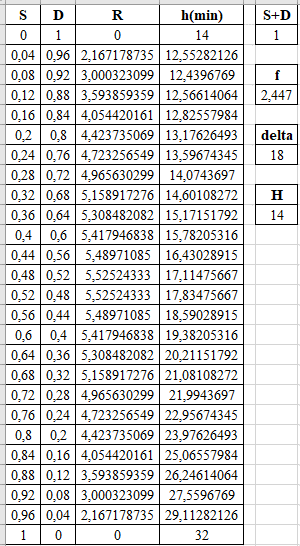 S D R h(min) S+D
0 1 0 14 1
0,04 0,96 2,167178735 12,55282126
0,08 0,92 3,000323099 12,4396769 f
0,12 0,88 3,593859359 12,56614064 2,447
0,16 0,84 4,054420161 12,82557984
0,2 0,8 4,423735069 13,17626493 delta
0,24 0,76 4,723256549 13,59674345 18
0,28 0,72 4,965630299 14,0743697
0,32 0,68 5,158917276 14,60108272 H
0,36 0,64 5,308482082 15,17151792 14
0,4 0,6 5,417946838 15,78205316
0,44 0,56 5,48971085 16,43028915
0,48 0,52 5,52524333 17,11475667
0,52 0,48 5,52524333 17,83475667
0,56 0,44 5,48971085 18,59028915
0,6 0,4 5,417946838 19,38205316
0,64 0,36 5,308482082 20,21151792
0,68 0,32 5,158917276 21,08108272
0,72 0,28 4,965630299 21,9943697
0,76 0,24 4,723256549 22,95674345
0,8 0,2 4,423735069 23,97626493
0,84 0,16 4,054420161 25,06557984
0,88 0,12 3,593859359 26,24614064
0,92 0,08 3,000323099 27,5596769
0,96 0,04 2,167178735 29,11282126
1 0 0 32